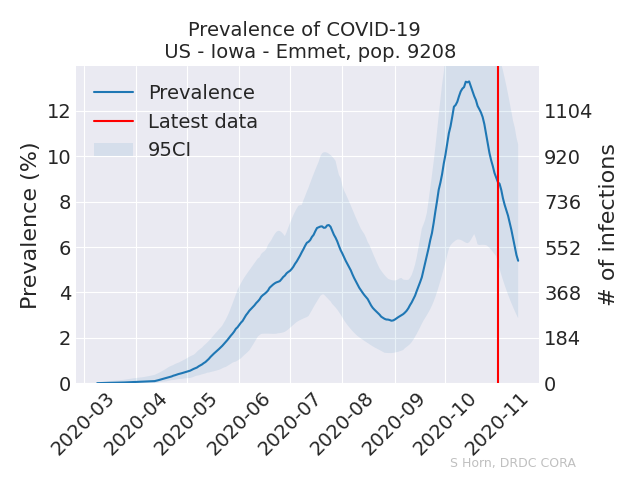 Prevalence of COVID-19
US - Iowa - Emmet, pop. 9208
Prevalence
Latest data
95CI
Prevalence (%)
12
10
8
6
4
2
0
1104
920
736
552
368
184
0
# of infections
2020-03
2020-04
2020-05
2020-06
2020-07
2020-08
2020-09
2020-10
2020-11
S Horn, DRDC CORA